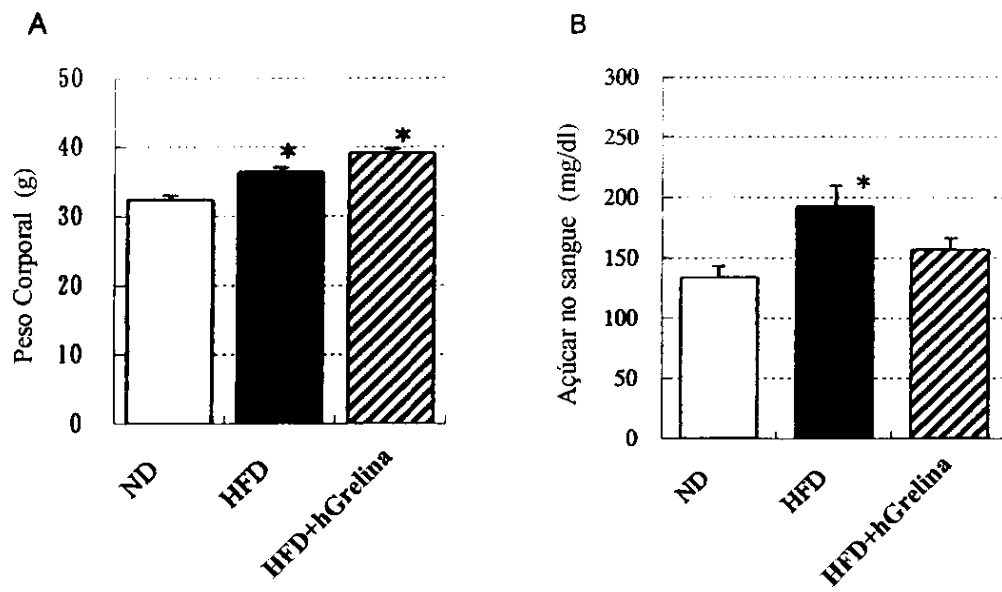 A
Peso Corporal (g)
50
40
30
20
10
0
*
*
ND
HFD
HFD+hGrelina
B
Açúcar no sangue (mg/dl)
300
250
200
150
100
50
0
*
ND
HFD
HFD+hGrelina